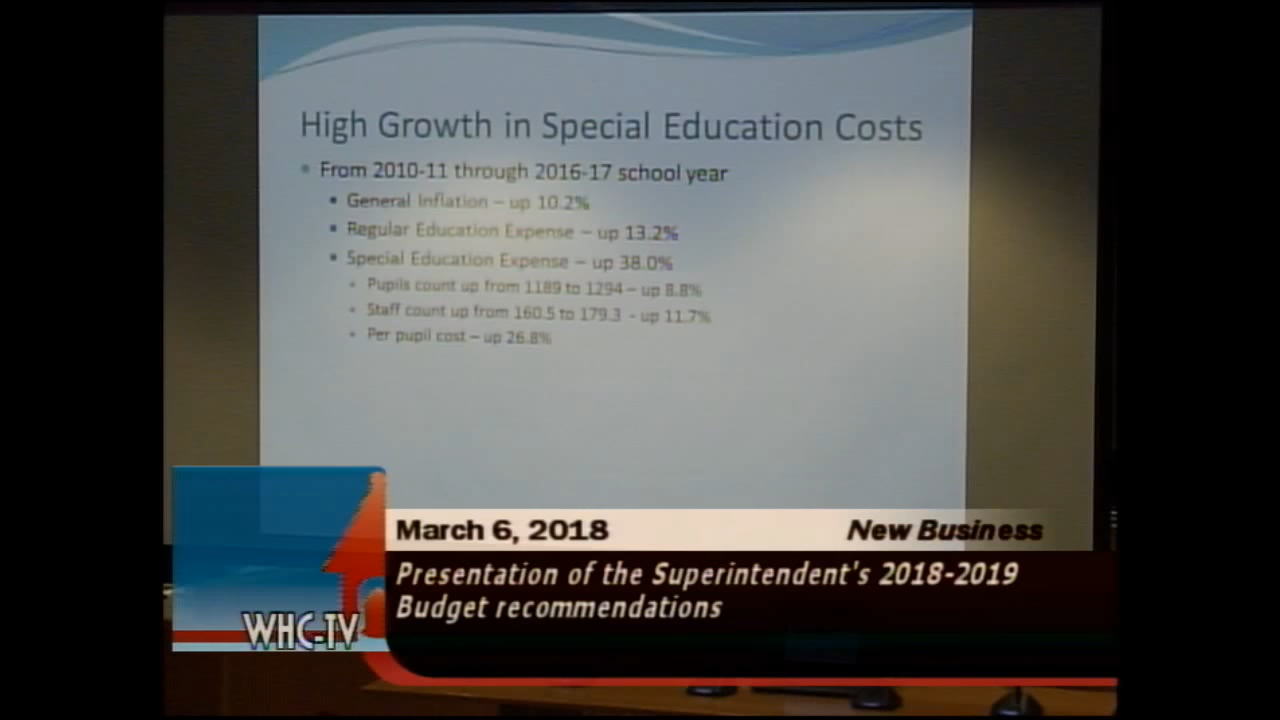 High Growth in Special Education Costs
From 2010-11 through 2016-17 school year
General Inflation – up 10.2%
Regular Education Expense – up 13.2%
Special Education Expense – up 38.0%
Pupils count up from 1189 to 1294 – up 8.8%
Staff count up from 160.5 to 179.3 - up 11.7%
Per pupil cost – up 26.8%
March 6, 2018 New Business
Presentation of the Superintendent's 2018-2019
Budget recommendations
WHC-TV